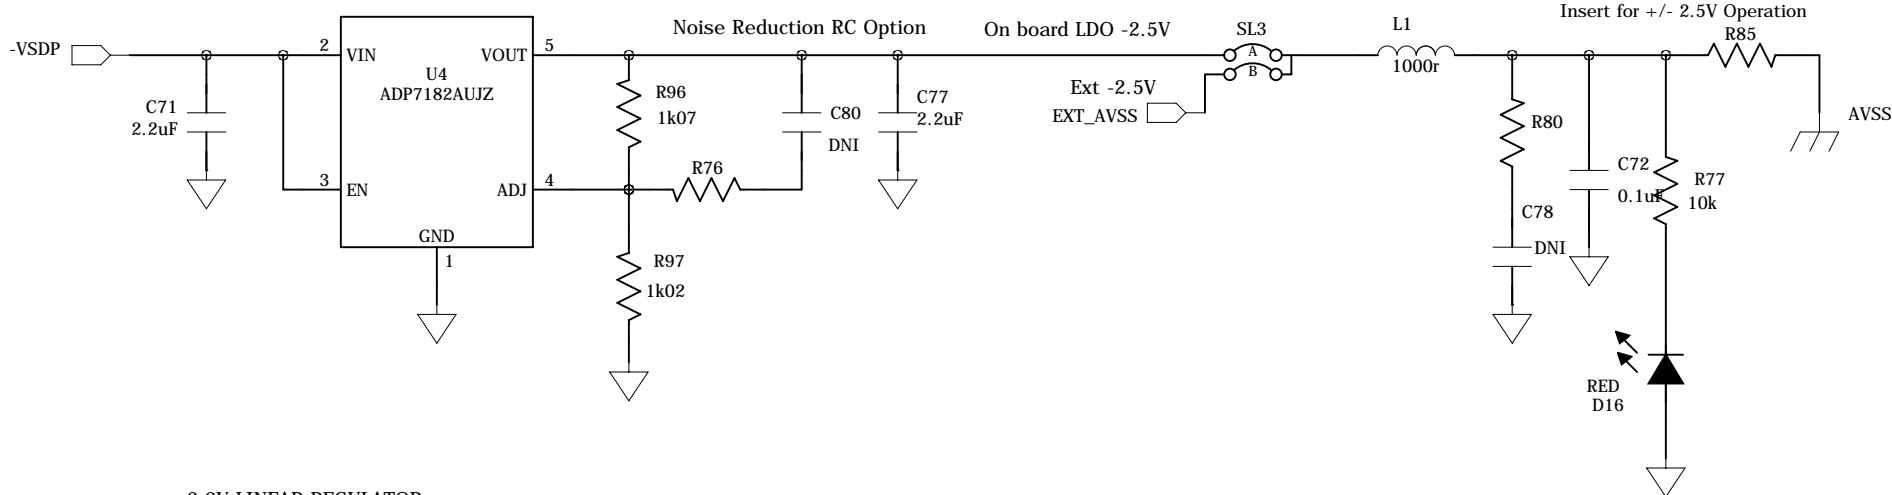 Insert for +/- 2.5V Operation
Noise Reduction RC Option
On board LDO -2.5V
SL3
L1
R85
-VSDP
2
VIN
VOUT
5
A
B
1000r
U4
ADP7182AUJZ
C71
2.2uF
R96
1k07
C80
DNI
C77
2.2uF
Ext -2.5V
EXT_AVSS
R80
AVSS
3
EN
ADJ
4
R76
C72
0.1uF
R77
10k
C78
DNI
GND
1
R97
1k02
RED
D16